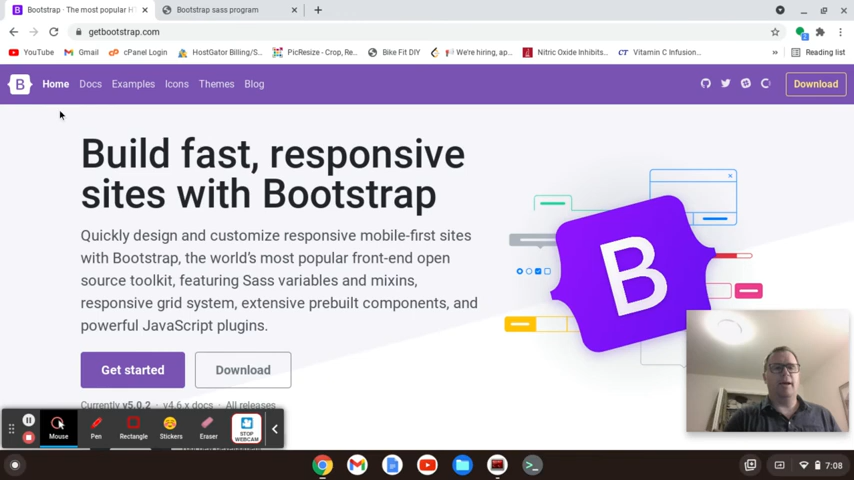 Bootstrap · The most popular H
Bootstrap sass program
getbootstrap.com
YouTube
Gmail
cPanel Login
HostGator Billing/S...
PicResize - Crop, Re...
Bike Fit DIY
We're hiring, ap...
Nitric Oxide Inhibits...
CT Vitamin C Infusion...
»
Reading list
B Home Docs Examples Icons Themes Blog
Download
Build fast, responsive
sites with Bootstrap
Quickly design and customize responsive mobile-first sites
with Bootstrap, the world's most popular front-end open
source toolkit, featuring Sass variables and mixins,
responsive grid system, extensive prebuilt components, and
powerful JavaScript plugins.
B
Get started
Download
Currently v5.0.2 · v4.6.x docs · All releases
Mouse
Pen
Rectangle
Stickers
Eraser
STOP
WEBCAM
7:08